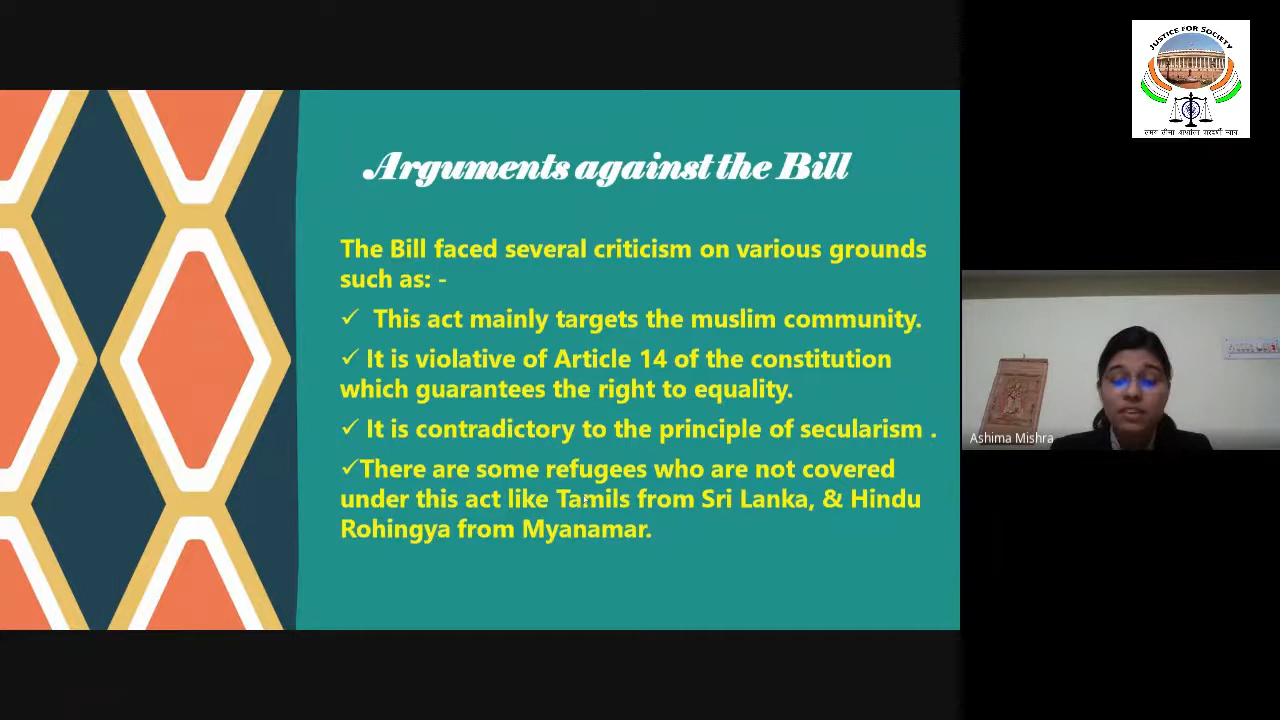 JUSTICE FOR SOCIETY
Arguments against the Bill
The Bill faced several criticism on various grounds
such as: -
✓ This act mainly targets the muslim community.
✓ It is violative of Article 14 of the constitution
which guarantees the right to equality.
✓ It is contradictory to the principle of secularism .
✓There are some refugees who are not covered
under this act like Tamils from Sri Lanka, & Hindu
Rohingya from Myanamar.
Ashima Mishra